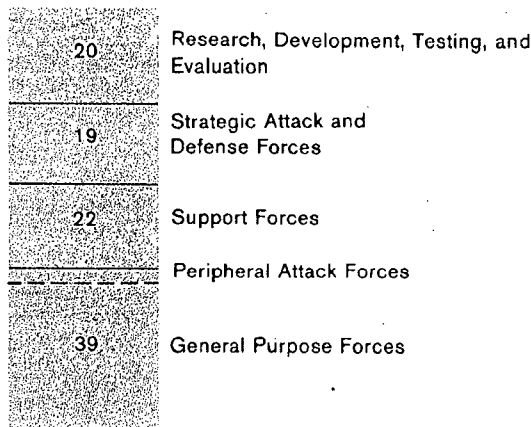 20
Research, Development, Testing, and
Evaluation
19
Strategic Attack and
Defense Forces
22
Support Forces
Peripheral Attack Forces
39
General Purpose Forces